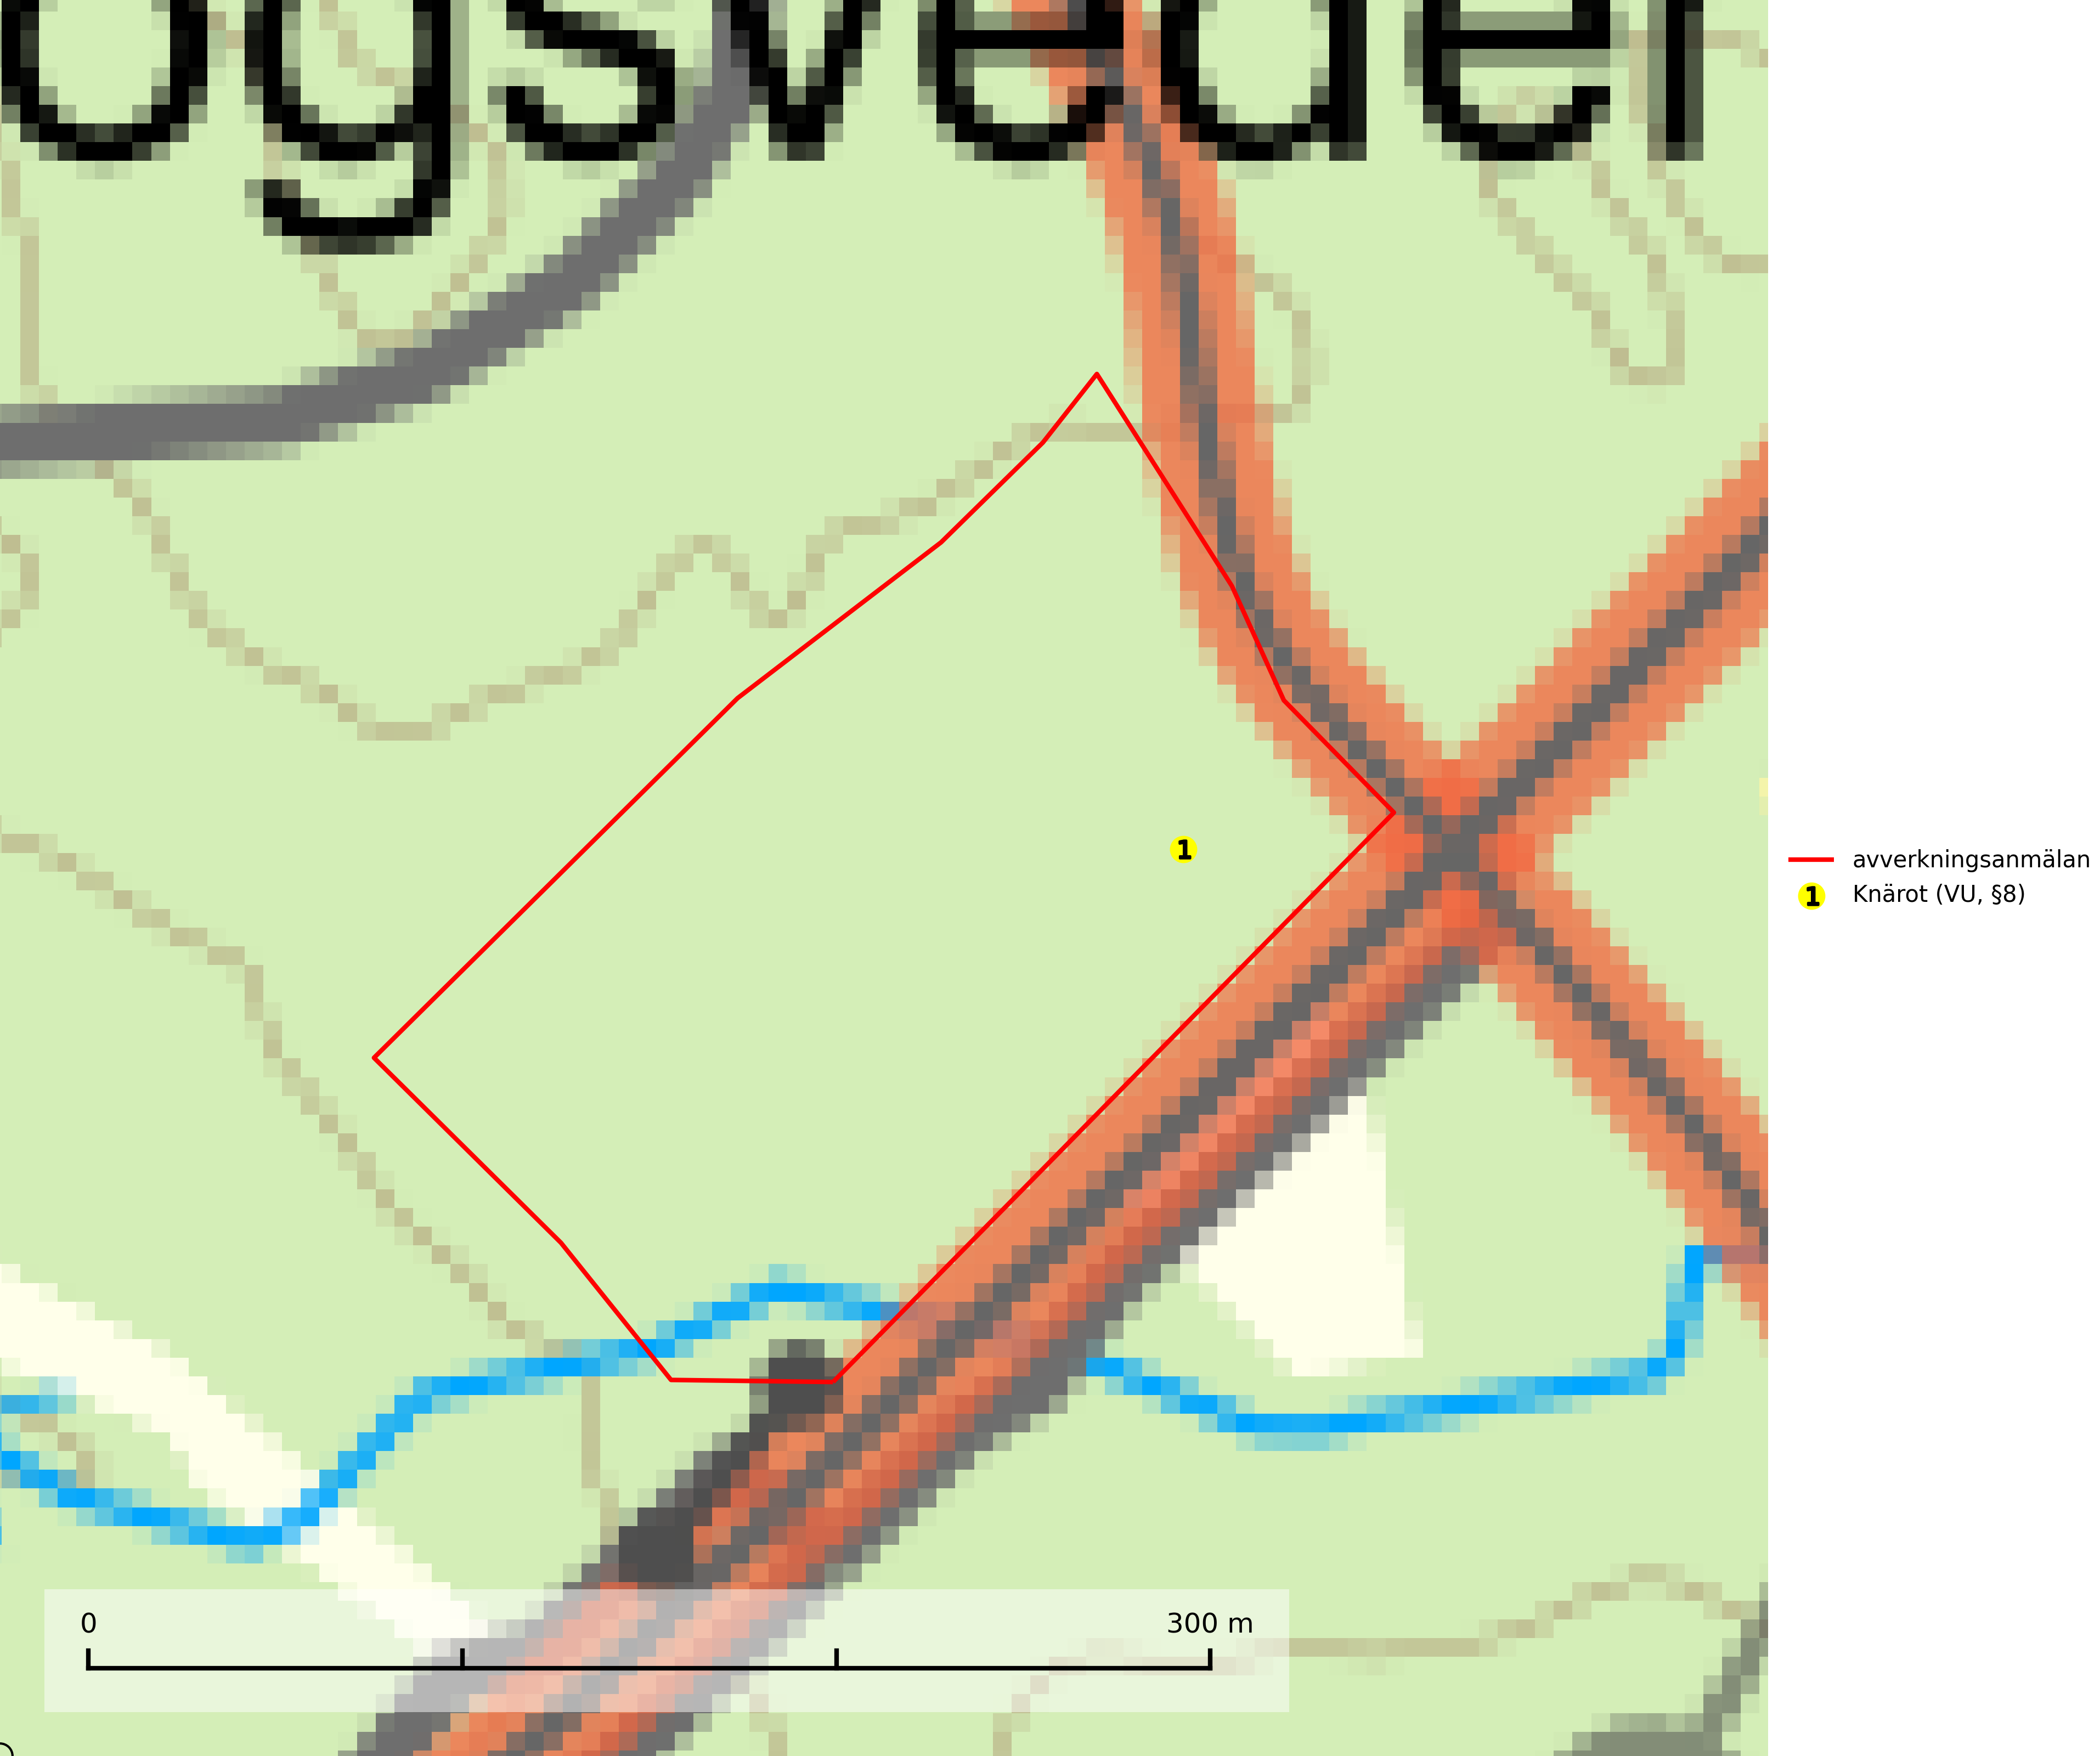 avverkningsanmälan
1 Knärot (VU, §8)
1
0 300 m